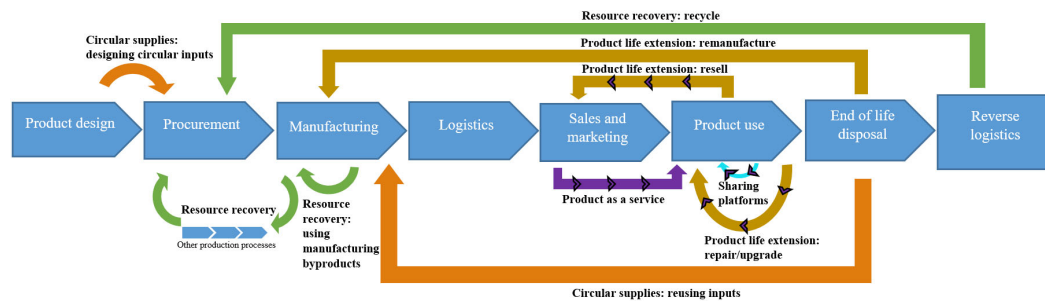 Resource recovery: recycle
Circular supplies:
designing circular inputs
Product life extension: remanufacture
Product life extension: resell
Product design
Procurement
Manufacturing
Logistics
Sales and
marketing
Product use
End of life
disposal
Reverse
logistics
Sharing
platforms
Product as a service
Resource recovery
Other production processes
Resource
recovery:
using
manufacturing
byproducts
Product life extension:
repair/upgrade
Circular supplies: reusing inputs